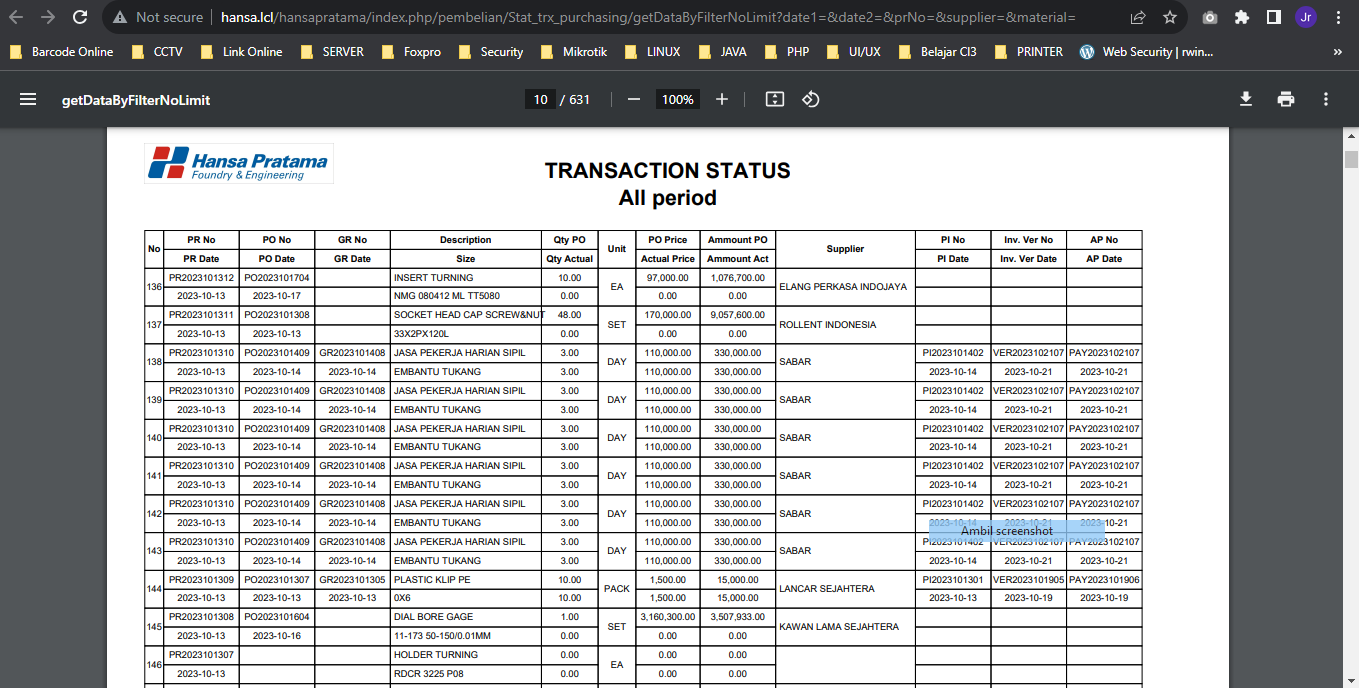 Not secure | hansa.lcl/hansapratama/index.php/pembelian/Stat_trx_purchasing/getDataByFilterNoLimit?date1=&date2=&prNo=&supplier=&material= Jr
Barcode Online CCTV Link Online SERVER Foxpro Security Mikrotik LINUX JAVA PHP UI/UX Belajar CI3 PRINTER Web Security | rwin... »
getDataByFilterNoLimit 10 / 631 100%
Hansa Pratama
Foundry & Engineering
TRANSACTION STATUS
All period
No PR No PO No GR No Description Qty PO Unit PO Price Ammount PO Supplier PI No Inv. Ver No AP No
PR Date PO Date GR Date Size Qty Actual Actual Price Ammount Act PI Date Inv. Ver Date AP Date
136 PR2023101312 PO2023101704 INSERT TURNING 10.00 EA 97,000.00 1,076,700.00 ELANG PERKASA INDOJAYA
2023-10-13 2023-10-17 NMG 080412 ML TT5080 0.00 0.00 0.00
137 PR2023101311 PO2023101308 SOCKET HEAD CAP SCREW&NUT 48.00 SET 170,000.00 9,057,600.00 ROLLENT INDONESIA
2023-10-13 2023-10-13 33X2PX120L 0.00 0.00 0.00
138 PR2023101310 PO2023101409 GR2023101408 JASA PEKERJA HARIAN SIPIL 3.00 DAY 110,000.00 330,000.00 SABAR PI2023101402 VER2023102107 PAY2023102107
2023-10-13 2023-10-14 2023-10-14 EMBANTU TUKANG 3.00 110,000.00 330,000.00 2023-10-14 2023-10-21 2023-10-21
139 PR2023101310 PO2023101409 GR2023101408 JASA PEKERJA HARIAN SIPIL 3.00 DAY 110,000.00 330,000.00 SABAR PI2023101402 VER2023102107 PAY2023102107
2023-10-13 2023-10-14 2023-10-14 EMBANTU TUKANG 3.00 110,000.00 330,000.00 2023-10-14 2023-10-21 2023-10-21
140 PR2023101310 PO2023101409 GR2023101408 JASA PEKERJA HARIAN SIPIL 3.00 DAY 110,000.00 330,000.00 SABAR PI2023101402 VER2023102107 PAY2023102107
2023-10-13 2023-10-14 2023-10-14 EMBANTU TUKANG 3.00 110,000.00 330,000.00 2023-10-14 2023-10-21 2023-10-21
141 PR2023101310 PO2023101409 GR2023101408 JASA PEKERJA HARIAN SIPIL 3.00 DAY 110,000.00 330,000.00 SABAR PI2023101402 VER2023102107 PAY2023102107
2023-10-13 2023-10-14 2023-10-14 EMBANTU TUKANG 3.00 110,000.00 330,000.00 2023-10-14 2023-10-21 2023-10-21
142 PR2023101310 PO2023101409 GR2023101408 JASA PEKERJA HARIAN SIPIL 3.00 DAY 110,000.00 330,000.00 SABAR PI2023101402 VER2023102107 PAY2023102107
2023-10-13 2023-10-14 2023-10-14 EMBANTU TUKANG 3.00 110,000.00 330,000.00 2023-10-14 2023-10-21 2023-10-21
Ambil screenshot
143 PR2023101310 PO2023101409 GR2023101408 JASA PEKERJA HARIAN SIPIL 3.00 DAY 110,000.00 330,000.00 SABAR PI2023101402 VER2023102107 PAY2023102107
2023-10-13 2023-10-14 2023-10-14 EMBANTU TUKANG 3.00 110,000.00 330,000.00 2023-10-14 2023-10-21 2023-10-21
144 PR2023101309 PO2023101307 GR2023101305 PLASTIC KLIP PE 10.00 PACK 1,500.00 15,000.00 LANCAR SEJAHTERA PI2023101301 VER2023101905 PAY2023101906
2023-10-13 2023-10-13 2023-10-13 0X6 10.00 1,500.00 15,000.00 2023-10-13 2023-10-19 2023-10-19
145 PR2023101308 PO2023101604 DIAL BORE GAGE 1.00 SET 3,160,300.00 3,507,933.00 KAWAN LAMA SEJAHTERA
2023-10-13 2023-10-16 11-173 50-150/0.01MM 0.00 0.00 0.00
146 PR2023101307 HOLDER TURNING 0.00 EA 0.00 0.00
2023-10-13 RDCR 3225 P08 0.00 0.00 0.00